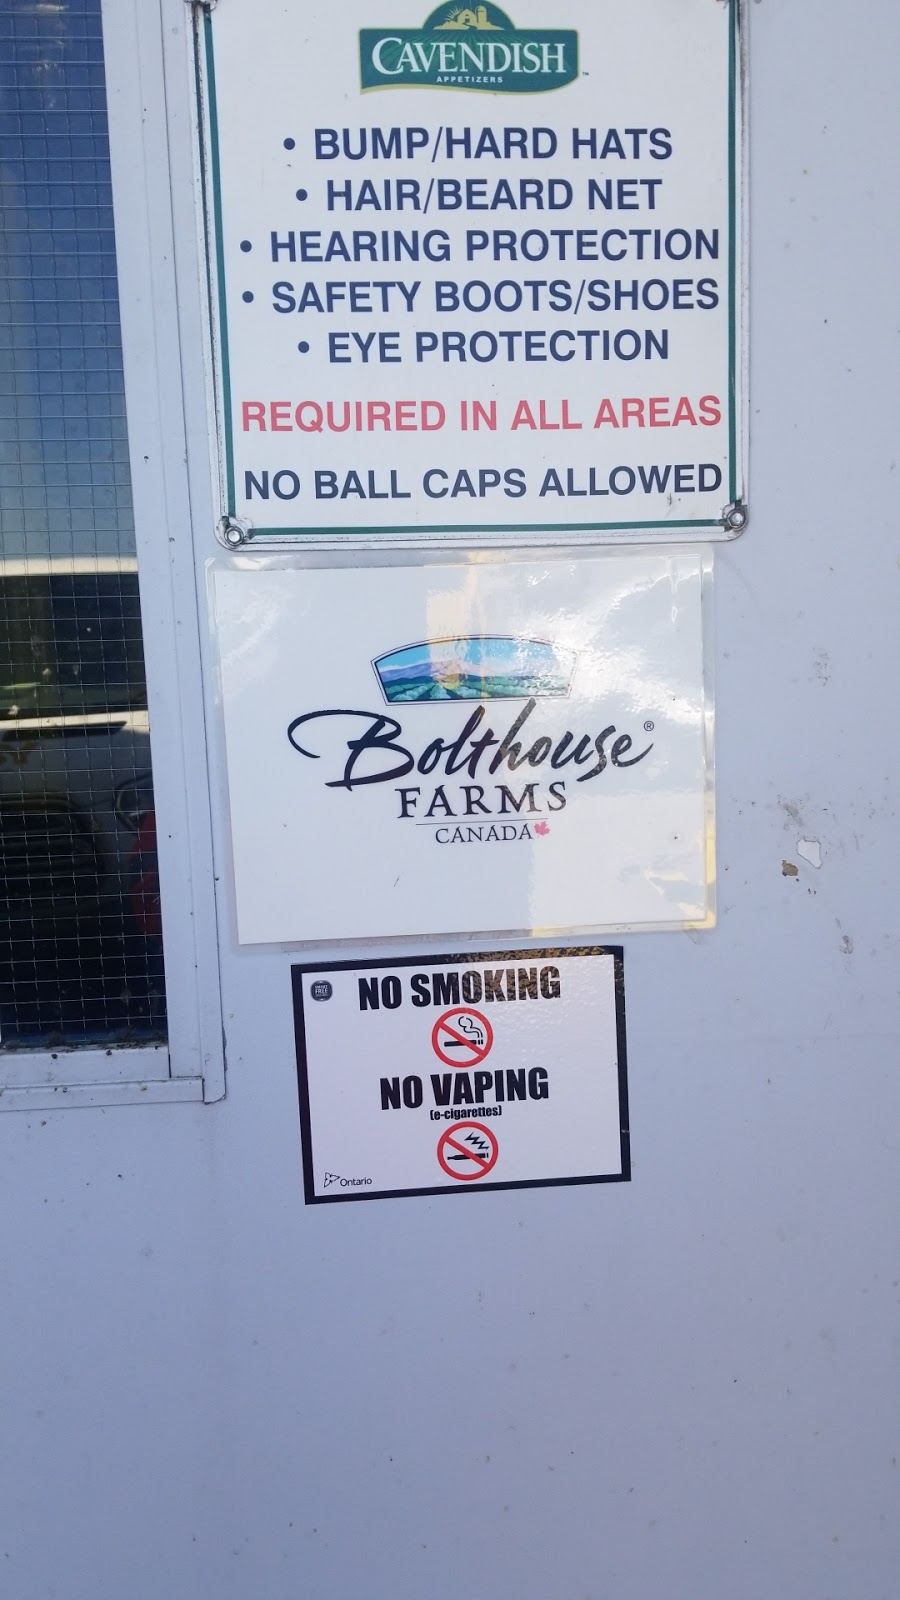 CAVENDISH
APPETIZERS
• BUMP/HARD HATS
• HAIR/BEARD NET
• HEARING PROTECTION
• SAFETY BOOTS/SHOES
• EYE PROTECTION
REQUIRED IN ALL AREAS
NO BALL CAPS ALLOWED
Bolthouse®
FARMS
CANADA
NO SMOKING
NO VAPING
(e-cigarettes)
Ontario